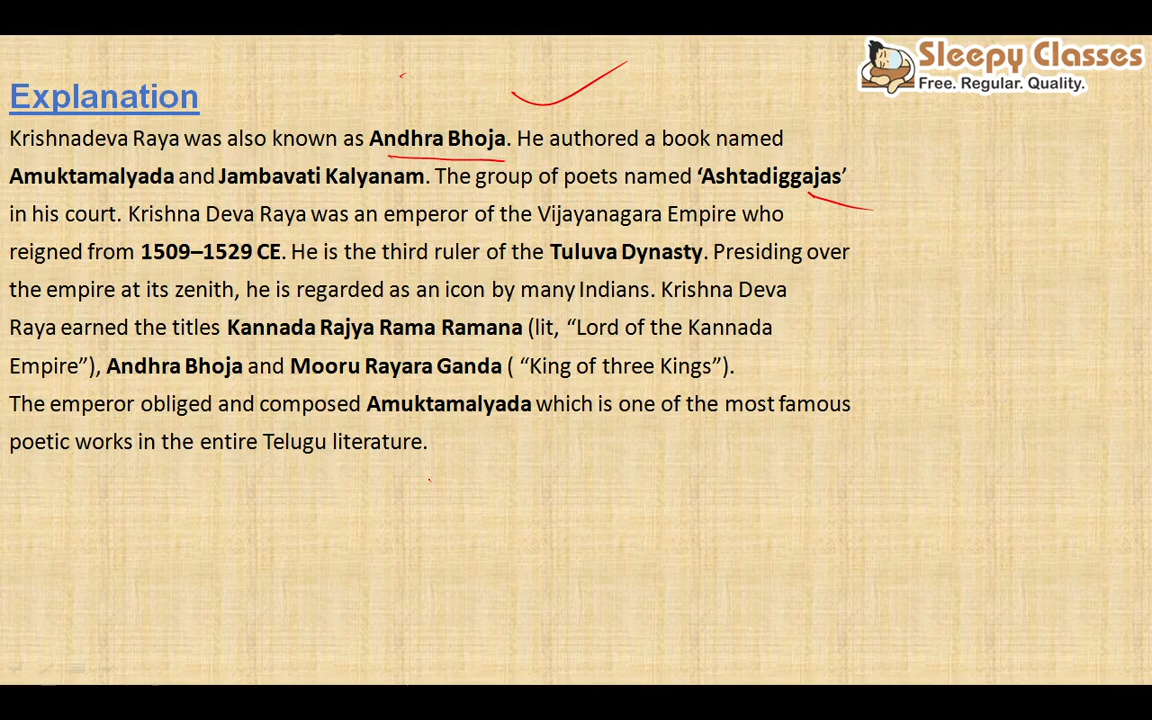 Sleepy Classes
Free. Regular. Quality.
Explanation
Krishnadeva Raya was also known as Andhra Bhoja. He authored a book named
Amuktamalyada and Jambavati Kalyanam. The group of poets named ‘Ashtadiggajas’
in his court. Krishna Deva Raya was an emperor of the Vijayanagara Empire who
reigned from 1509–1529 CE. He is the third ruler of the Tuluva Dynasty. Presiding over
the empire at its zenith, he is regarded as an icon by many Indians. Krishna Deva
Raya earned the titles Kannada Rajya Rama Ramana (lit, “Lord of the Kannada
Empire”), Andhra Bhoja and Mooru Rayara Ganda ( “King of three Kings”).
The emperor obliged and composed Amuktamalyada which is one of the most famous
poetic works in the entire Telugu literature.